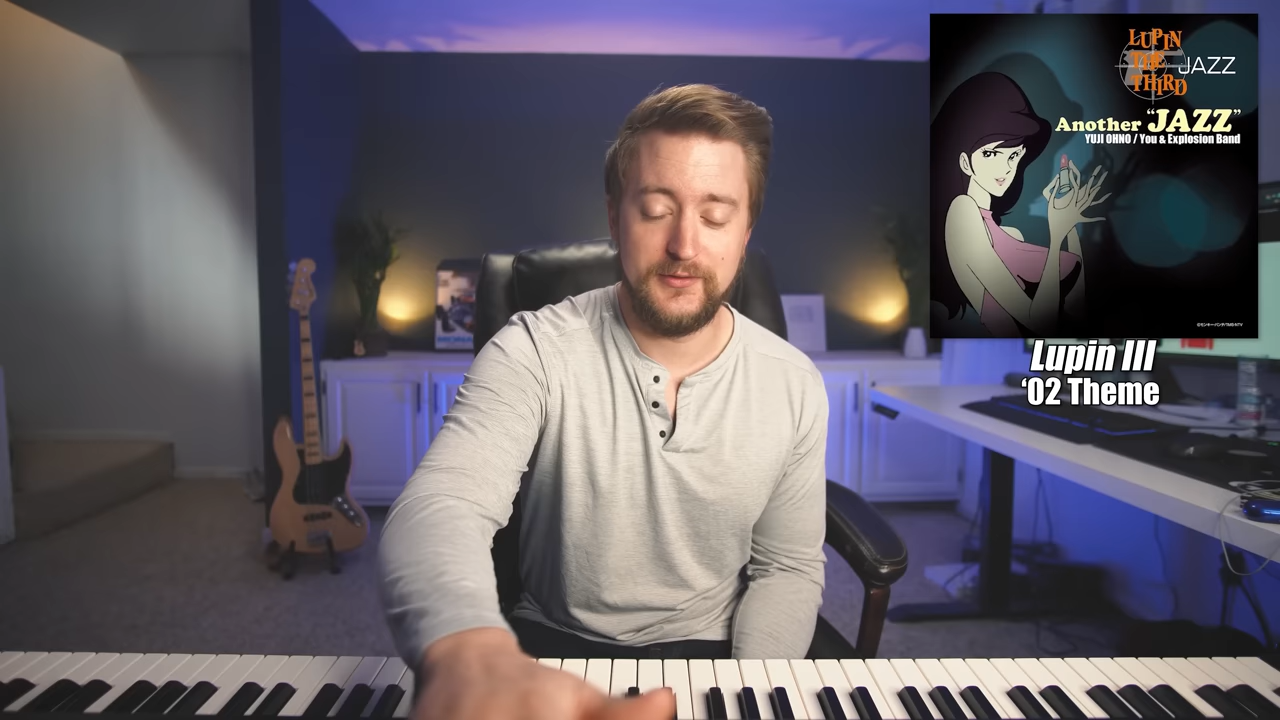 LUPIN
THE
THIRD
JAZZ
Another "JAZZ"
YUJI OHNO / You & Explosion Band
Lupin III
‘02 Theme